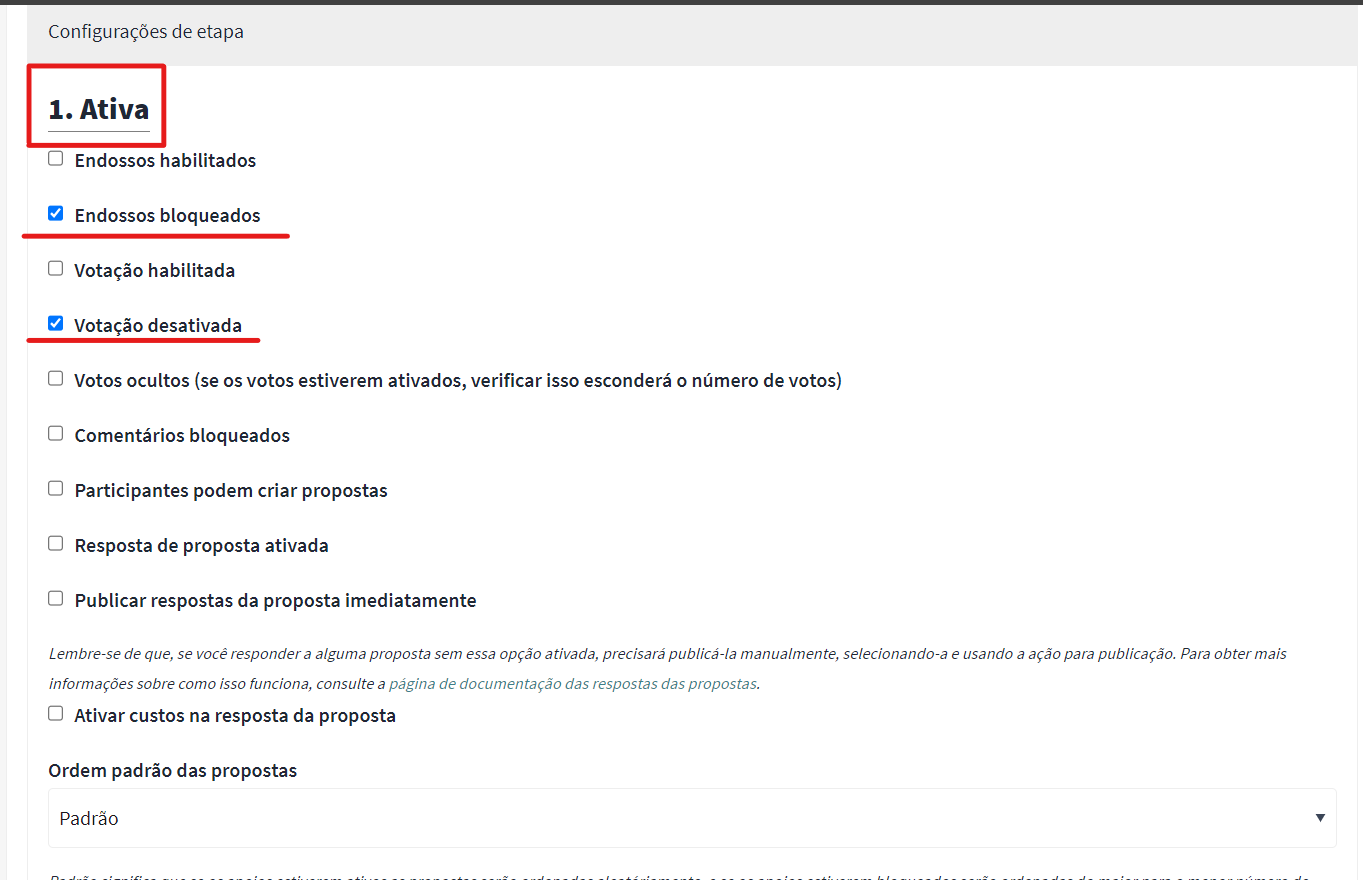 Configurações de etapa
1. Ativa
Endossos habilitados
Endossos bloqueados
Votação habilitada
Votação desativada
Votos ocultos (se os votos estiverem ativados, verificar isso esconderá o número de votos)
Comentários bloqueados
Participantes podem criar propostas
Resposta de proposta ativada
Publicar respostas da proposta imediatamente
Lembre-se de que, se você responder a alguma proposta sem essa opção ativada, precisará publicá-la manualmente, selecionando-a e usando a ação para publicação. Para obter mais
informações sobre como isso funciona, consulte a página de documentação das respostas das propostas.
Ativar custos na resposta da proposta
Ordem padrão das propostas
Padrão